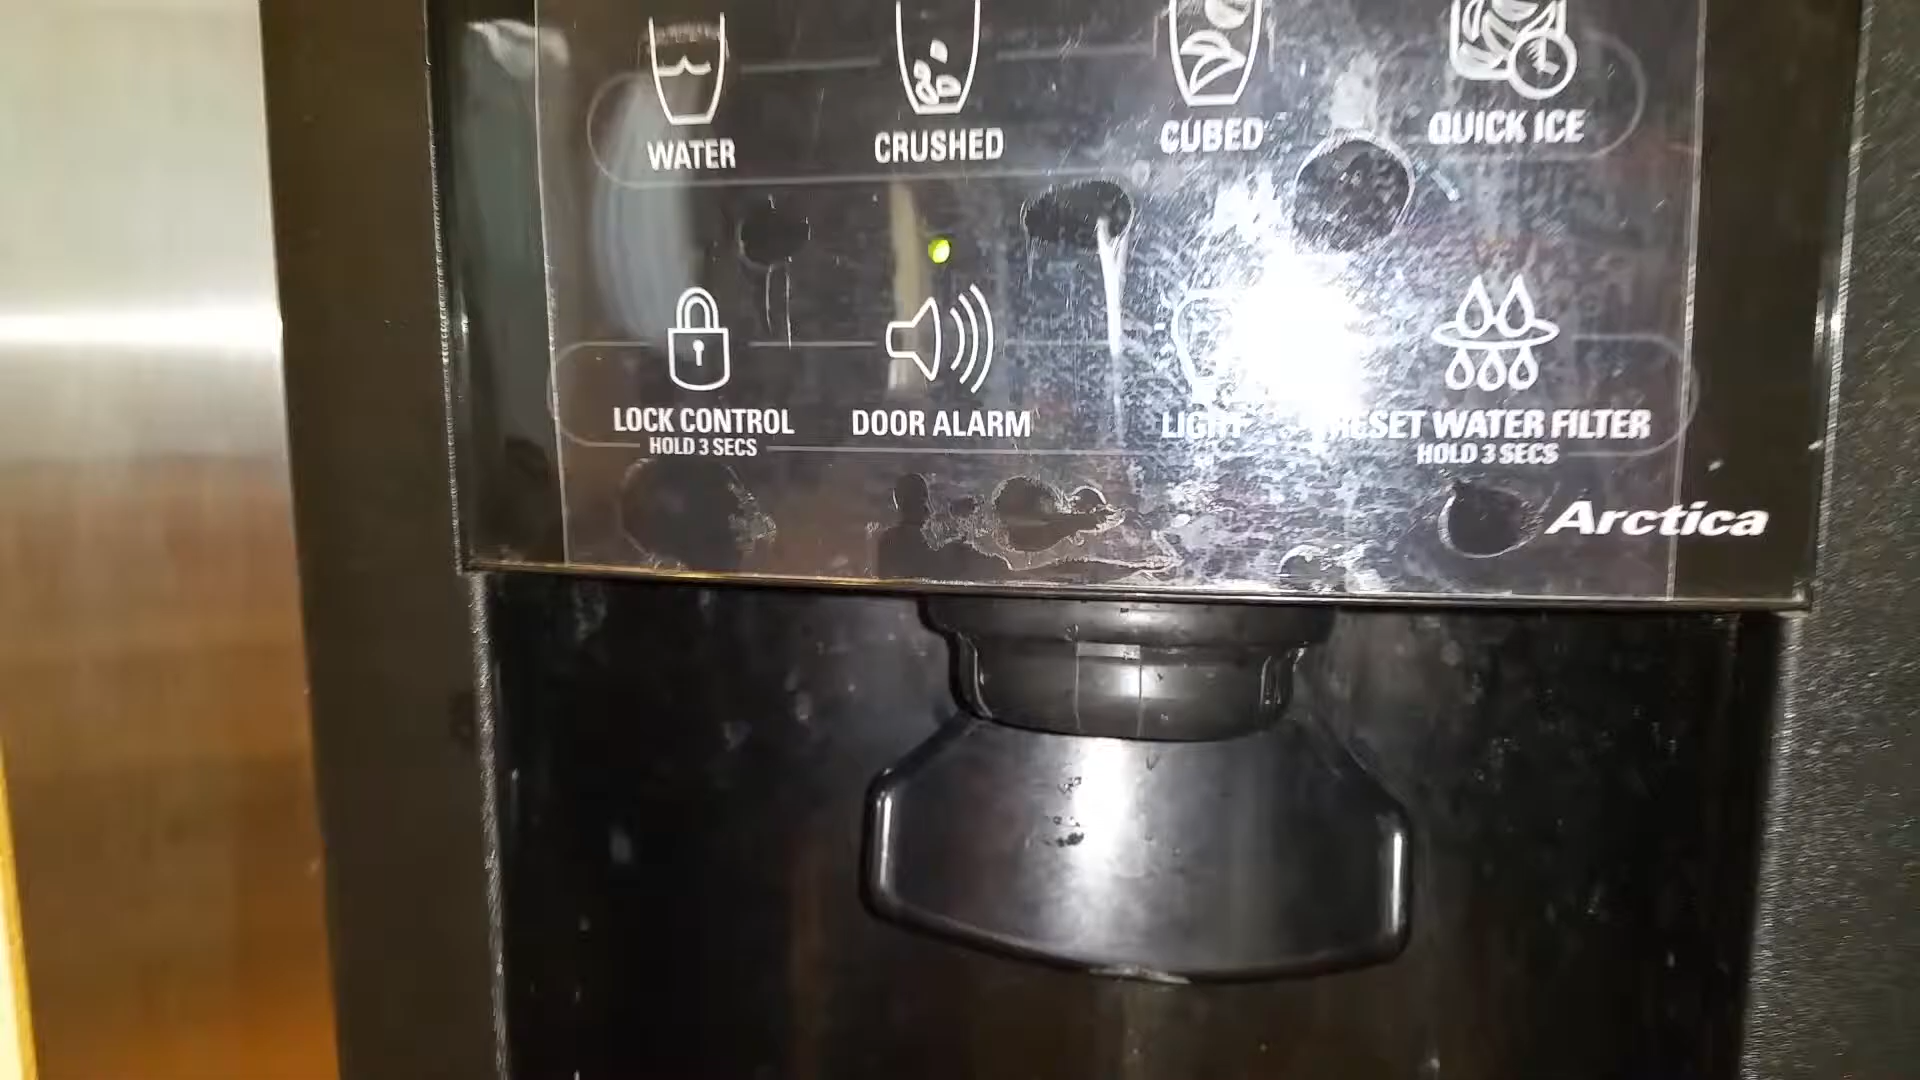 WATER
CRUSHED
CUBED
QUICK ICE
LOCK CONTROL
HOLD 3 SECS
DOOR ALARM
LIGHT
RESET WATER FILTER
HOLD 3 SECS
Arctica